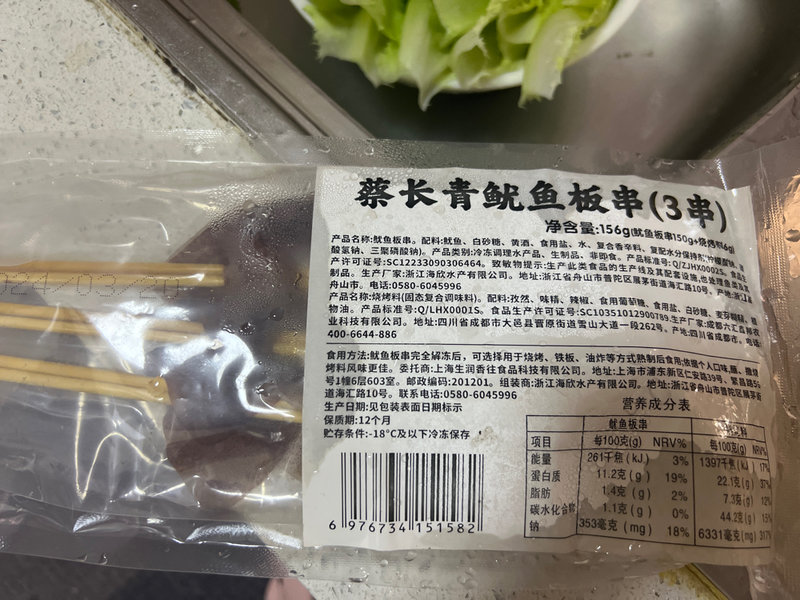 蔡长青鱿鱼板串(3串)
净含量:156g(鱿鱼板串150g+烧烤料6g)
产品名称:鱿鱼板串。配料:鱿鱼、白砂糖、黄酒、食用盐、水、复合香辛料、复配水分保持剂
酸氢钠、三聚磷酸钠)。产品类别:冷冻调理水产品、生制品、非即食。产品标准号:Q/ZJHX0002S。
产许可证号:SC12233090306464。致敏物提示:生产此类食品的生产线及其配套设施,也处理鱼类及其
制品。生产厂家:浙江海欣水产有限公司。地址:浙江省舟山市普陀区展茅街道海汇路10号。产地:浙江
舟山市。电话:0580-6045996
产品名称:烧烤料(固态复合调味料)。配料:孜然、味精、辣椒、食用葡萄糖、食用盐、白砂糖、麦芽糊精、
物油。产品标准号:Q/LHX0001S。食品生产许可证号:SC10351012900789.生产厂家:成都六汇
业科技有限公司。地址:四川省成都市大邑县晋原街道雪山大道一段262号。产地:四川省成都市。
400-6644-886
食用方法:鱿鱼板串完全解冻后,可选择用于烧烤、铁板、油炸等方式熟制后食用;依据个人口味,蘸、撒烧
烤料风味更佳。委托商:上海生润香往食品科技有限公司。地址:上海市浦东新区仁安路39号、紫昌路5
号1幢6层603室。邮政编码:201201。组装商:浙江海欣水产有限公司。地址:浙江省舟山市普陀区展茅街
道海汇路10号。联系电话:0580-6045996
生产日期:见包装表面日期标示
保质期:12个月
贮存条件:-18℃及以下冷冻保存
营养成分表
鱿鱼板串
项目 每100克(g) NRV% 每100克(g) NRV%
能量 261千焦(kJ) 3% 1397千焦(kJ) 17%
蛋白质 11.2克(g) 19% 22.1克(g) 37%
脂肪 1.4克(g) 2% 7.3克(g) 12%
碳水化合物 1.1克(g) 0% 44.2克(g) 15%
钠 353毫克(mg) 18% 6331毫克(mg) 317%
6 976734 151582
024/03/20